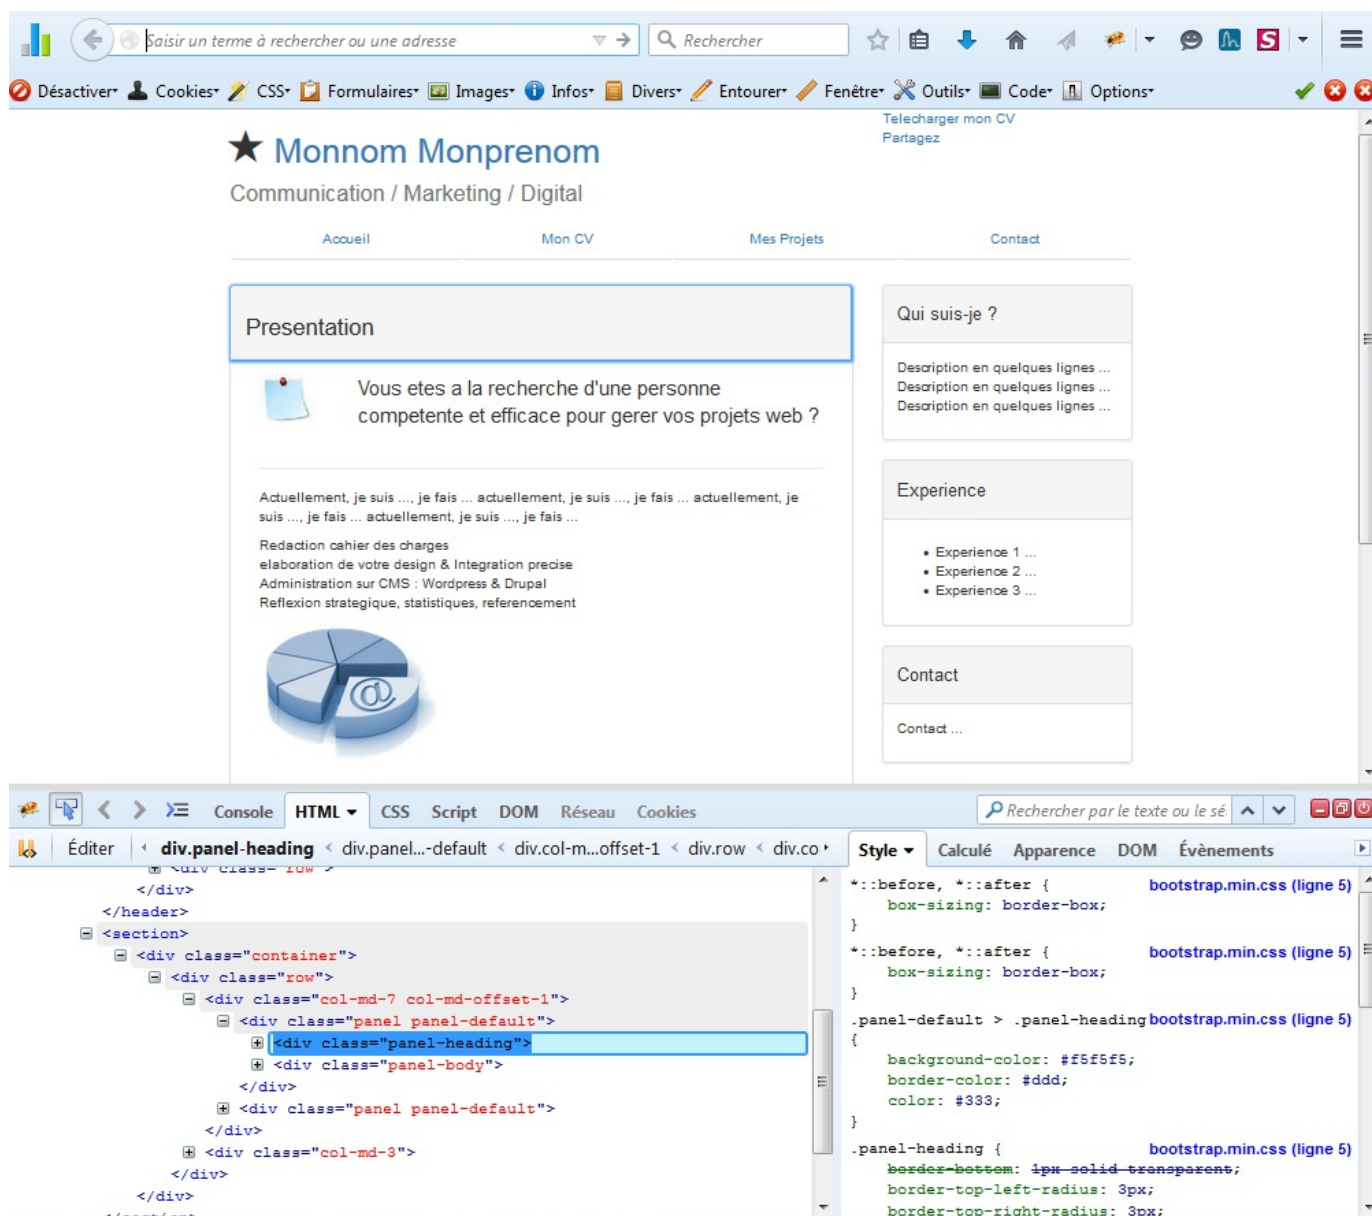 Saisir un terme à rechercher ou une adresse
Rechercher
Désactiver Cookies CSS Formulaires Images Infos Divers Entourer Fenêtre Outils Code Options
Telecharger mon CV
Partagez
Monnom Monprenom
Communication / Marketing / Digital
Accueil Mon CV Mes Projets Contact
Presentation
Vous etes a la recherche d'une personne
competente et efficace pour gerer vos projets web ?
Actuellement, je suis ..., je fais ... actuellement, je suis ..., je fais ... actuellement, je
suis ..., je fais ... actuellement, je suis ..., je fais ...
Redaction cahier des charges
elaboration de votre design & Integration precise
Administration sur CMS : Wordpress & Drupal
Reflexion strategique, statistiques, referencement
@
Qui suis-je ?
Description en quelques lignes ...
Description en quelques lignes ...
Description en quelques lignes ...
Experience
• Experience 1 ...
• Experience 2 ...
• Experience 3 ...
Contact
Contact ...
Console HTML CSS Script DOM Réseau Cookies
Rechercher par le texte ou le sé
Éditer div.panel-heading < div.panel...-default < div.col-m...offset-1 < div.row < div.co
<div class="row">
</div>
</header>
<section>
<div class="container">
<div class="row">
<div class="col-md-7 col-md-offset-1">
<div class="panel panel-default">
<div class="panel-heading">
<div class="panel-body">
</div>
<div class="panel panel-default">
</div>
<div class="col-md-3">
</div>
</div>
</section>
Style Calculé Apparence DOM Évènements
*::before, *::after { bootstrap.min.css (ligne 5)
box-sizing: border-box;
}
*::before, *::after { bootstrap.min.css (ligne 5)
box-sizing: border-box;
}
.panel-default > .panel-heading bootstrap.min.css (ligne 5)
{
background-color: #f5f5f5;
border-color: #ddd;
color: #333;
}
.panel-heading { bootstrap.min.css (ligne 5)
border-bottom: 1px solid transparent;
border-top-left-radius: 3px;
border-top-right-radius: 3px;